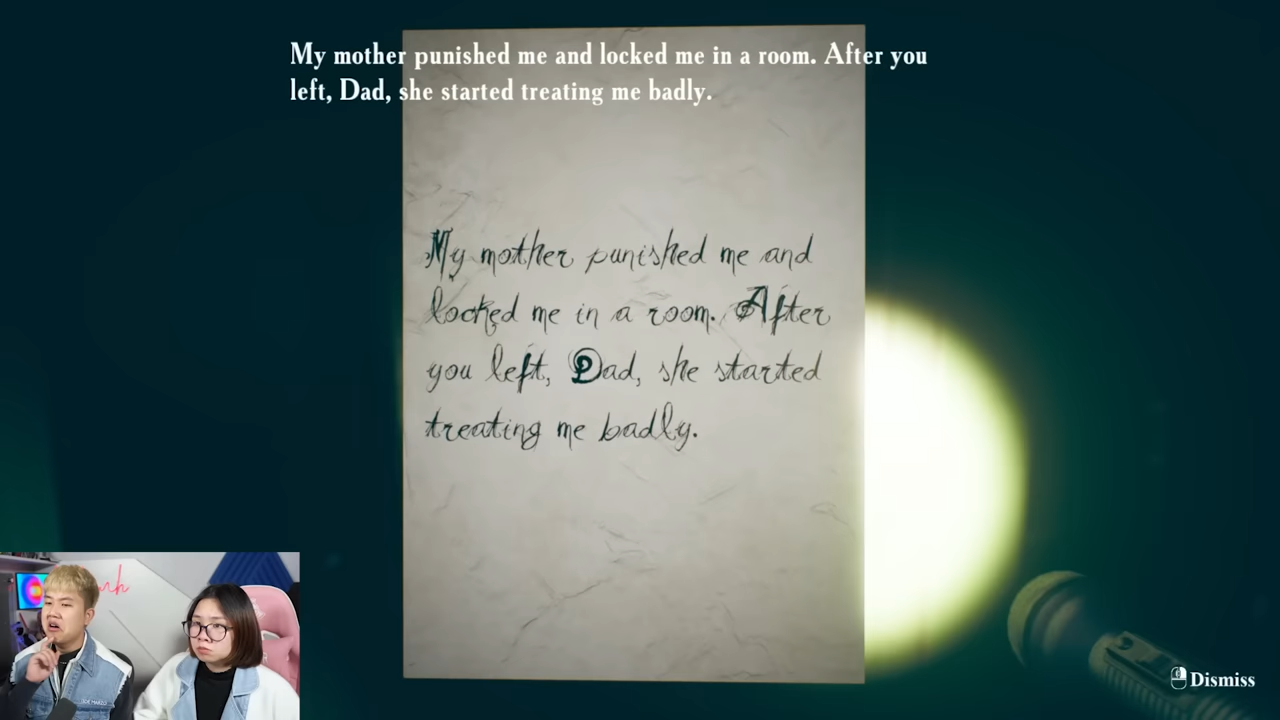 My mother punished me and locked me in a room. After you
left, Dad, she started treating me badly.
My mother punished me and
locked me in a room. After
you left, Dad, she started
treating me badly.
Dismiss